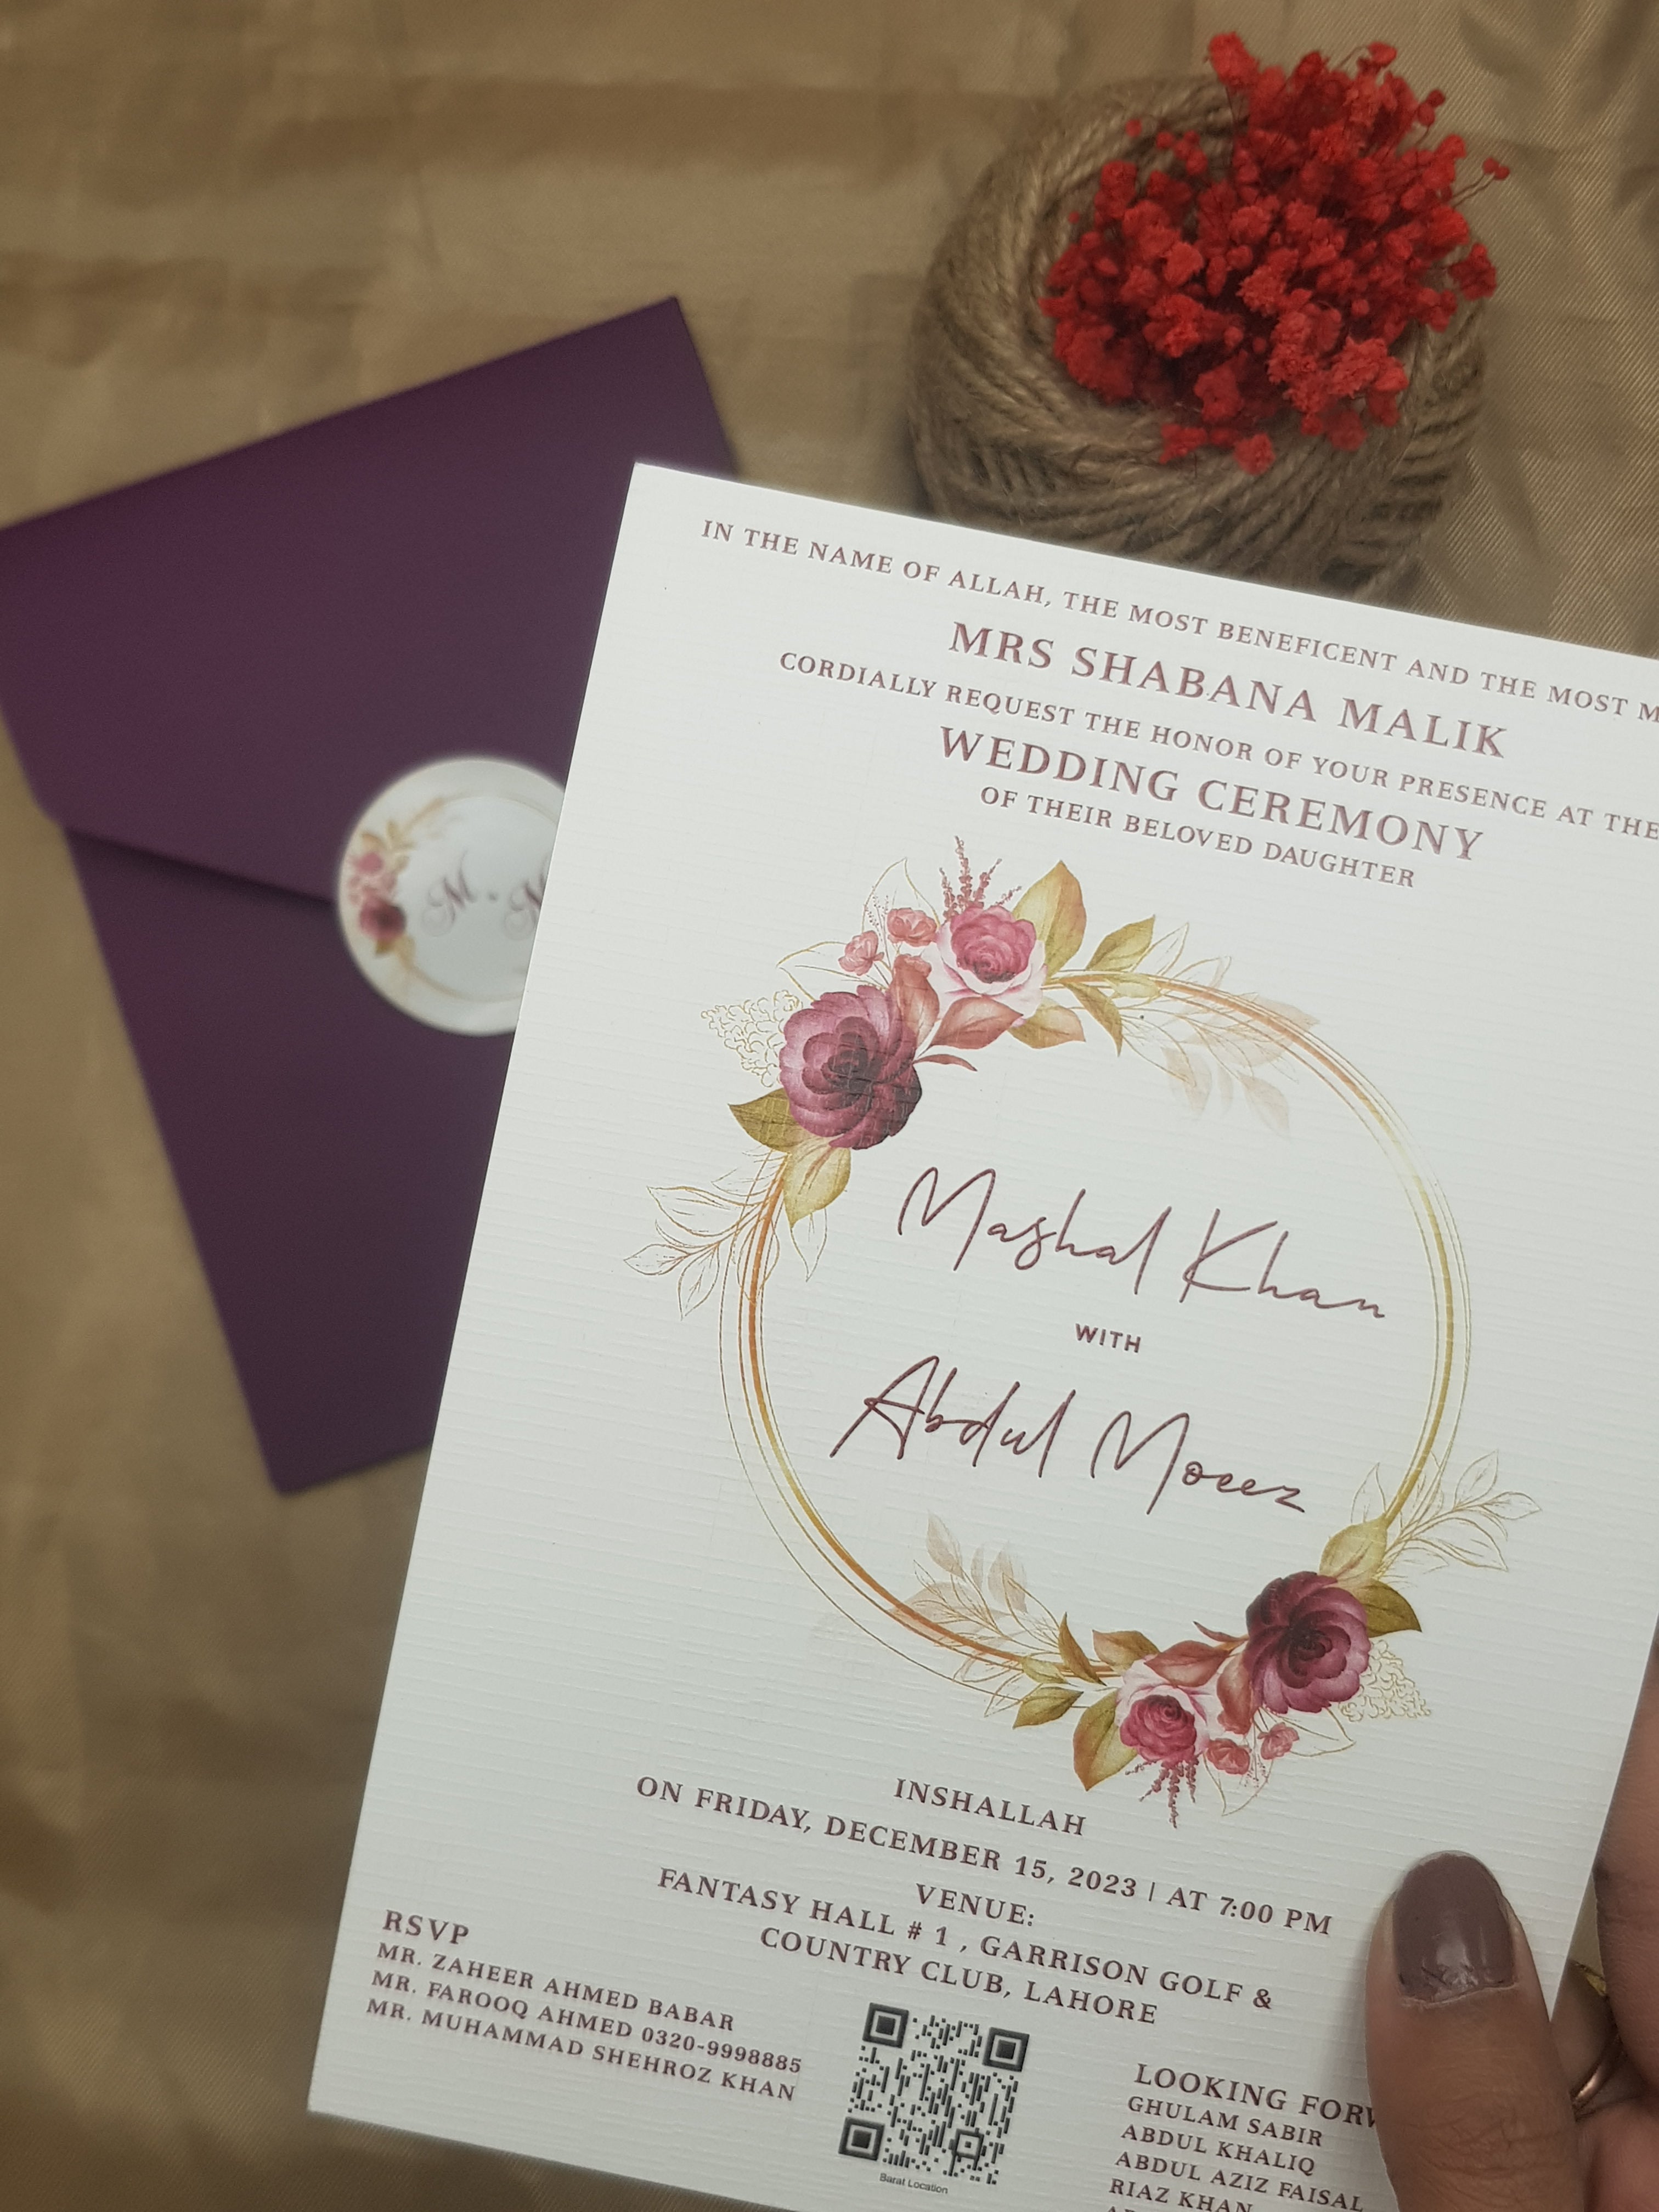 IN THE NAME OF ALLAH, THE MOST BENEFICENT AND THE MOST
MRS SHABANA MALIK
CORDIALLY REQUEST THE HONOR OF YOUR PRESENCE AT THE
WEDDING CEREMONY
OF THEIR BELOVED DAUGHTER
M
Mashal Khan
WITH
Abdul Moeez
INSHALLAH
ON FRIDAY, DECEMBER 15, 2023 | AT 7:00 PM
VENUE:
FANTASY HALL # 1 , GARRISON GOLF &
COUNTRY CLUB, LAHORE
RSVP
MR. ZAHEER AHMED BABAR
MR. FAROOQ AHMED 0320-9998885
MR. MUHAMMAD SHEHROZ KHAN
Barat Location
LOOKING
GHULAM SABIR
ABDUL KHALIQ
ABDUL AZIZ FAISAL
RIAZ KHAN